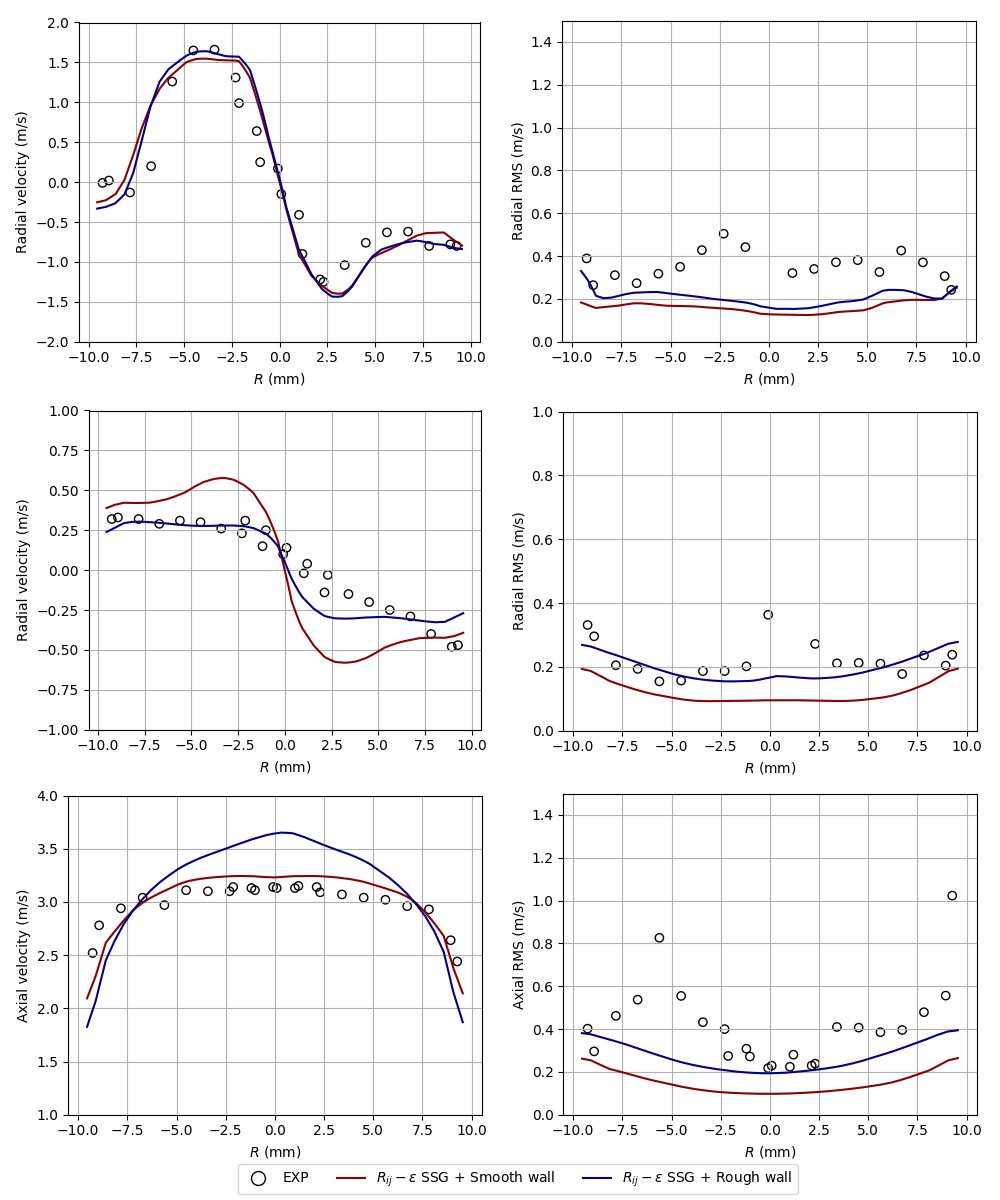 2.0
1.5
1.0
0.5
0.0
−0.5
−1.0
−1.5
−2.0
Radial velocity (m/s)
−10.0 −7.5 −5.0 −2.5 0.0 2.5 5.0 7.5 10.0
R (mm)
1.4
1.2
1.0
0.8
0.6
0.4
0.2
0.0
Radial RMS (m/s)
−10.0 −7.5 −5.0 −2.5 0.0 2.5 5.0 7.5 10.0
R (mm)
1.00
0.75
0.50
0.25
0.00
−0.25
−0.50
−0.75
−1.00
Radial velocity (m/s)
−10.0 −7.5 −5.0 −2.5 0.0 2.5 5.0 7.5 10.0
R (mm)
1.0
0.8
0.6
0.4
0.2
0.0
Radial RMS (m/s)
−10.0 −7.5 −5.0 −2.5 0.0 2.5 5.0 7.5 10.0
R (mm)
4.0
3.5
3.0
2.5
2.0
1.5
1.0
Axial velocity (m/s)
−10.0 −7.5 −5.0 −2.5 0.0 2.5 5.0 7.5 10.0
R (mm)
1.4
1.2
1.0
0.8
0.6
0.4
0.2
0.0
Axial RMS (m/s)
−10.0 −7.5 −5.0 −2.5 0.0 2.5 5.0 7.5 10.0
R (mm)
EXP Rij − ε SSG + Smooth wall Rij − ε SSG + Rough wall